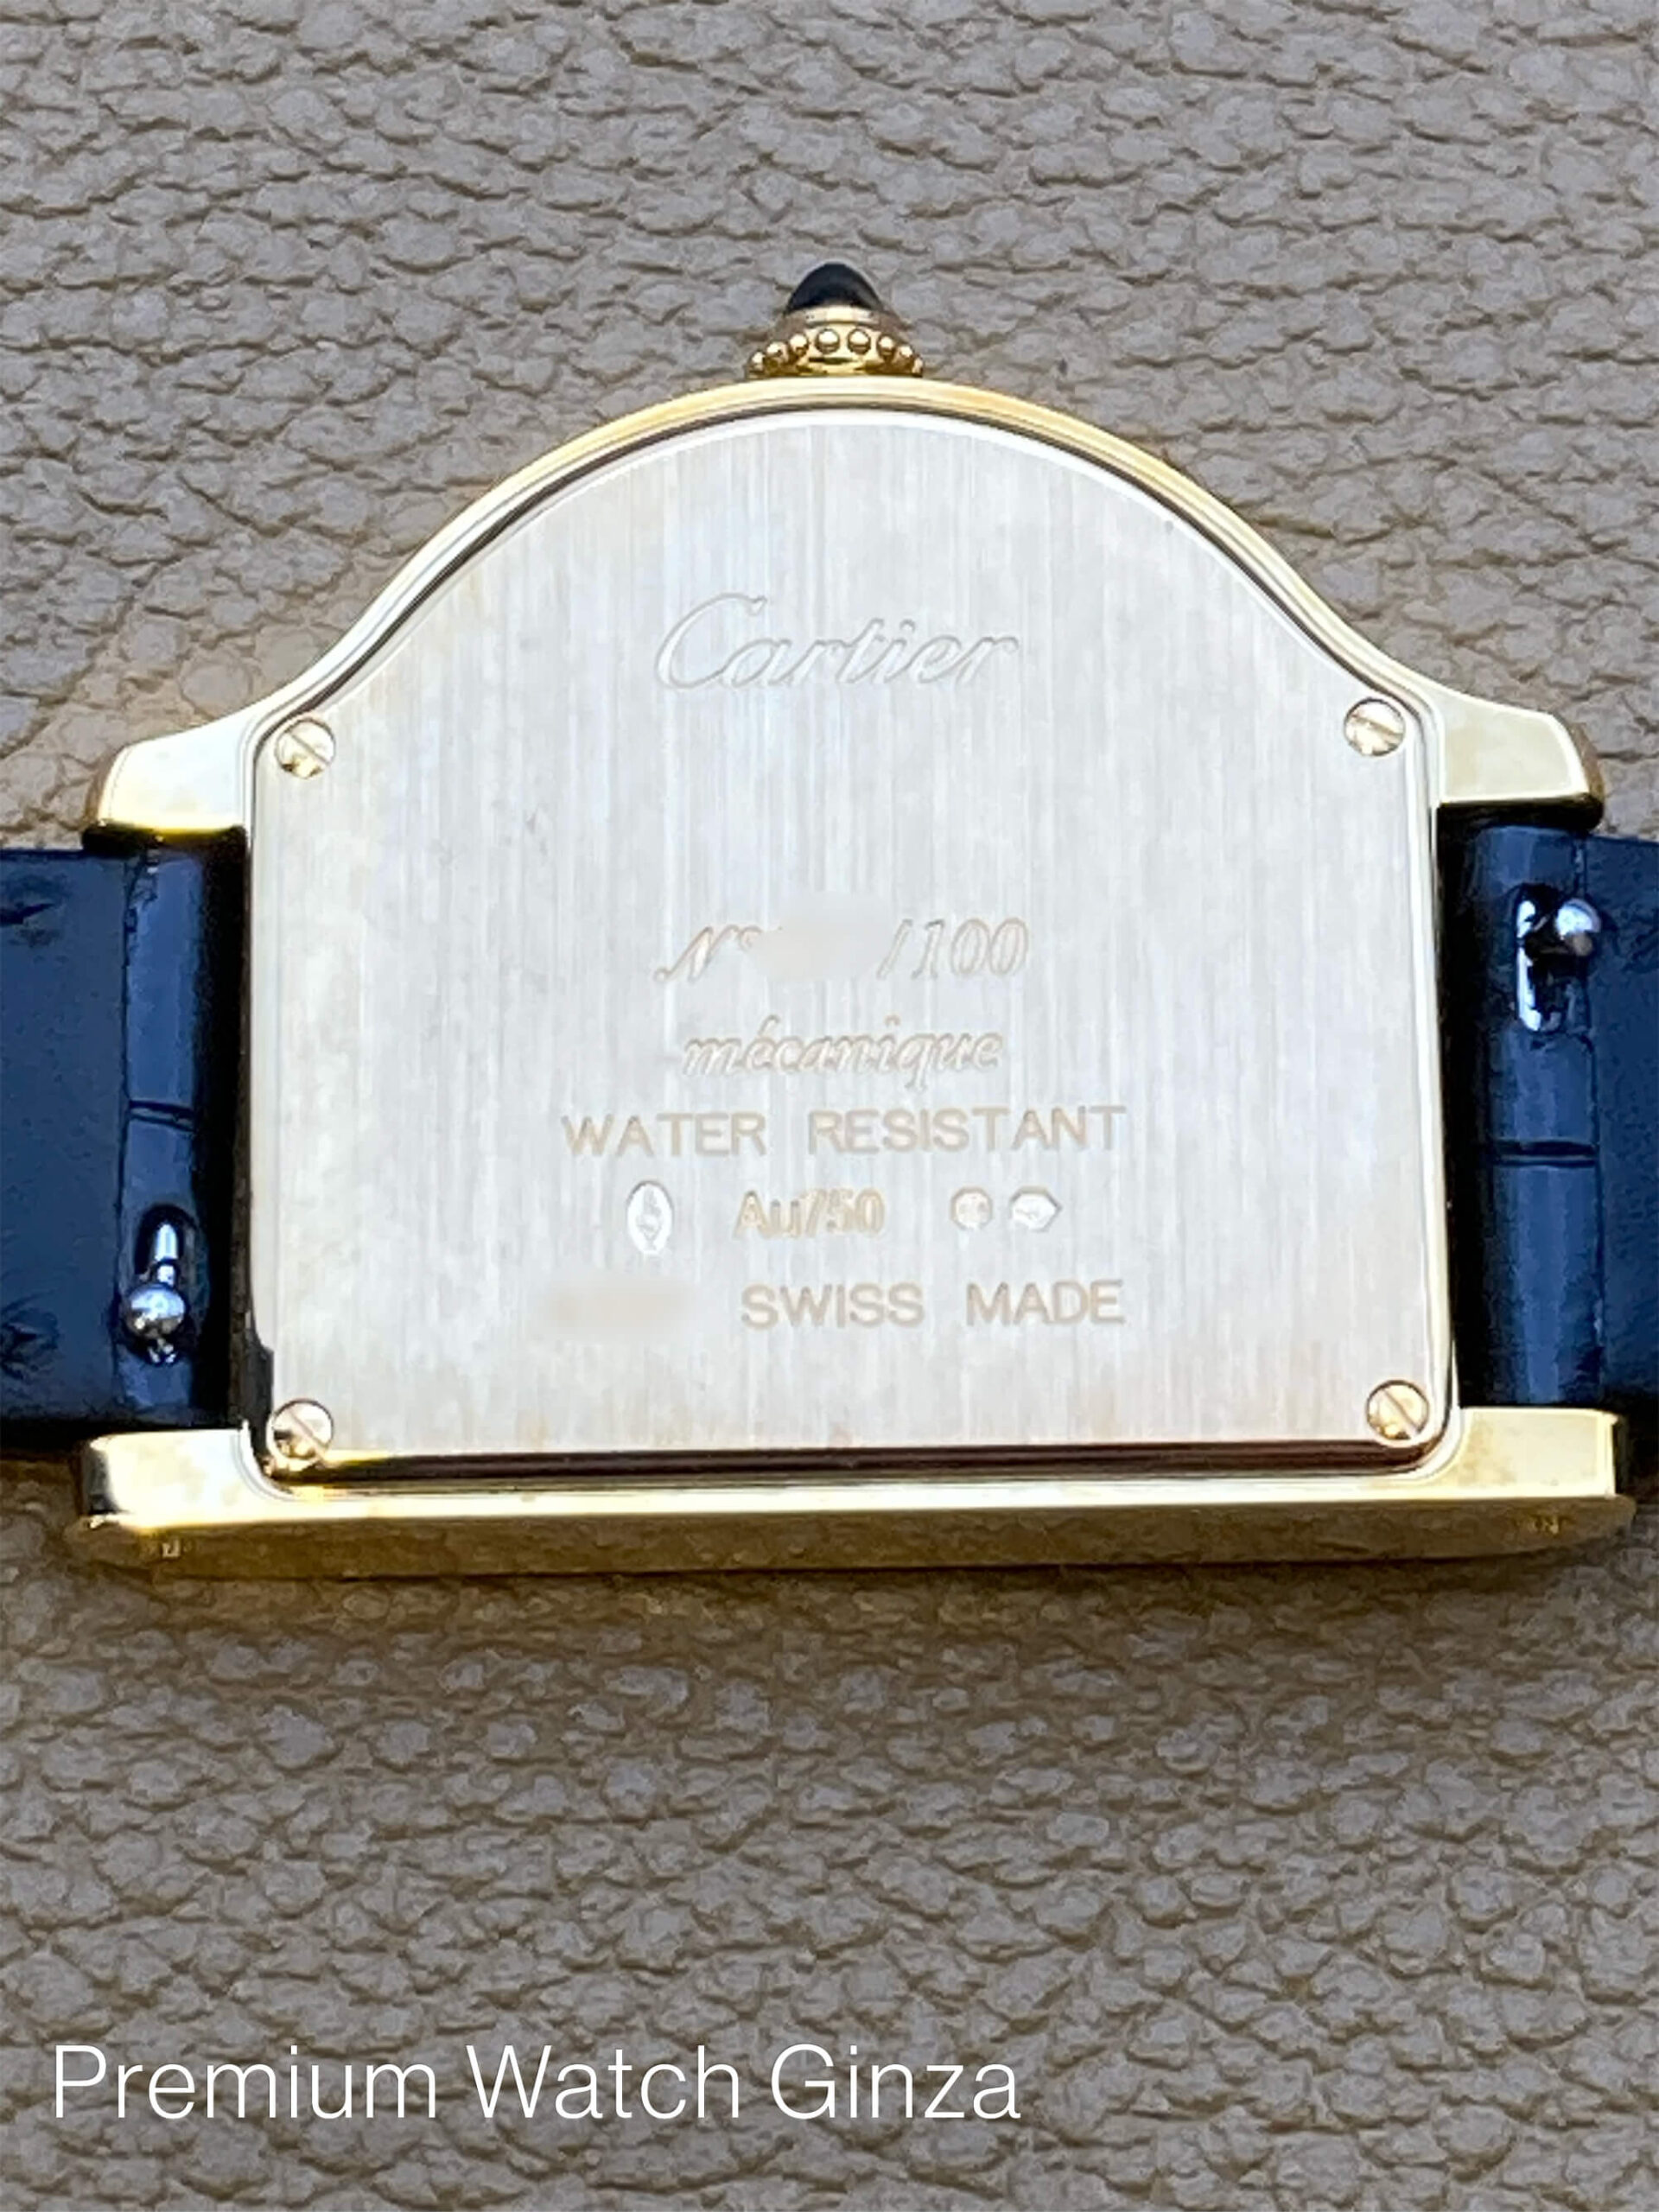 Cartier
N° /100
mécanique
WATER RESISTANT
Au750
SWISS MADE
Premium Watch Ginza